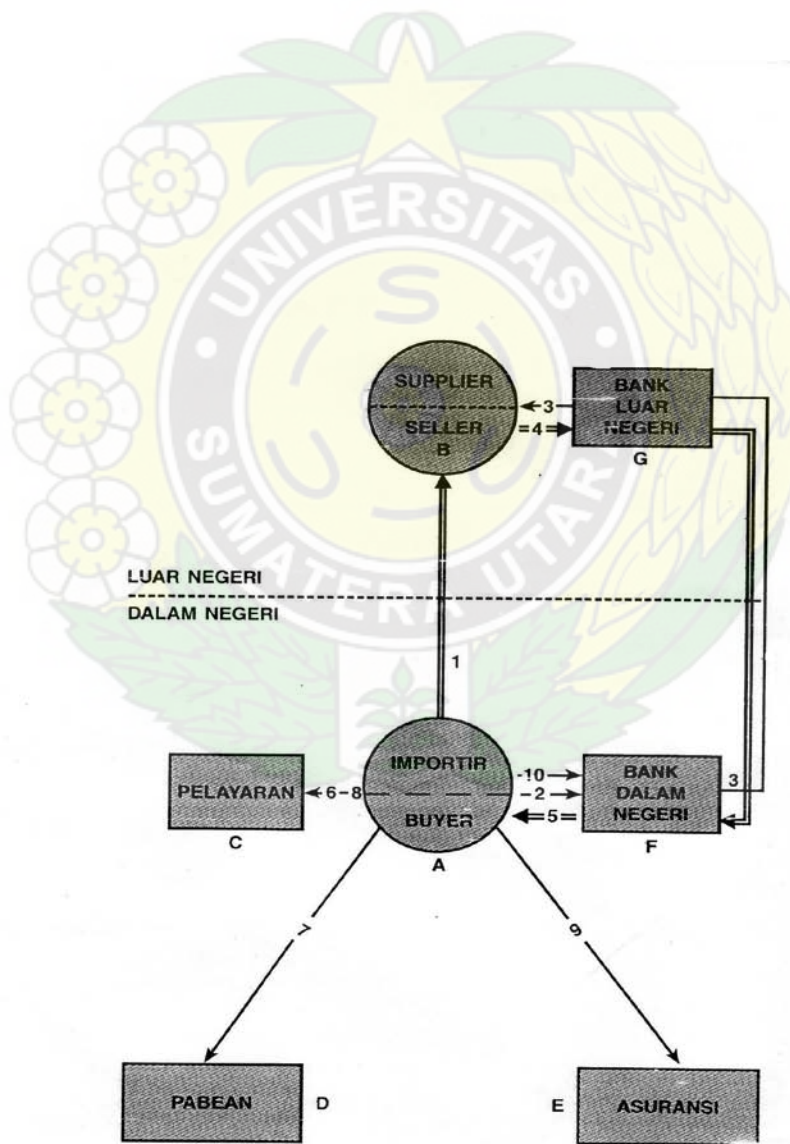 UNIVERSITAS
SUMATERA UTARA
SUPPLIER
SELLER
B
3
=4=
BANK
LUAR
NEGERI
G
LUAR NEGERI
DALAM NEGERI
1
PELAYARAN
C
6-8
IMPORTIR
BUYER
A
-10
-2
5
BANK
DALAM
NEGERI
F
3
7
9
PABEAN
D
E
ASURANSI